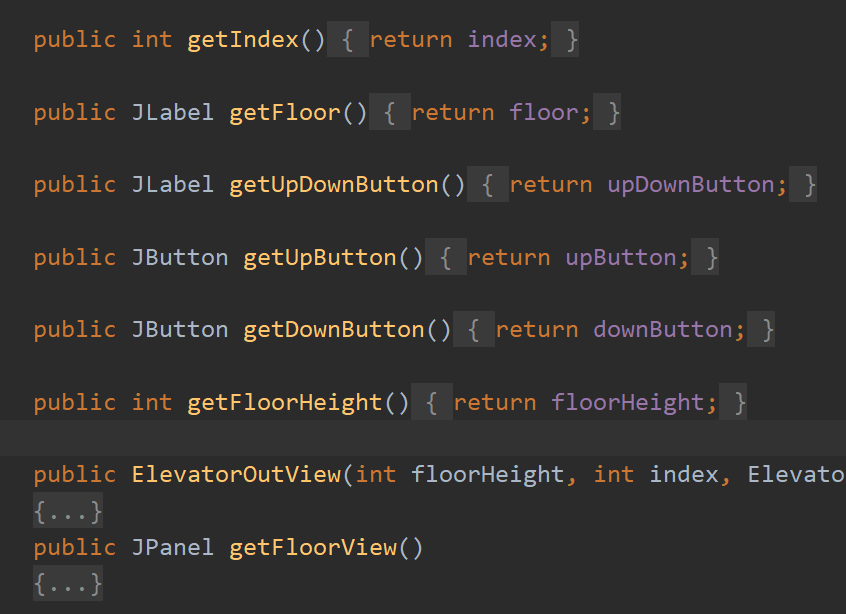 public int getIndex() { return index; }
public JLabel getFloor() { return floor; }
public JLabel getUpDownButton() { return upDownButton; }
public JButton getUpButton() { return upButton; }
public JButton getDownButton() { return downButton; }
public int getFloorHeight() { return floorHeight; }
public ElevatorOutView(int floorHeight, int index, Elevato
{...}
public JPanel getFloorView()
{...}